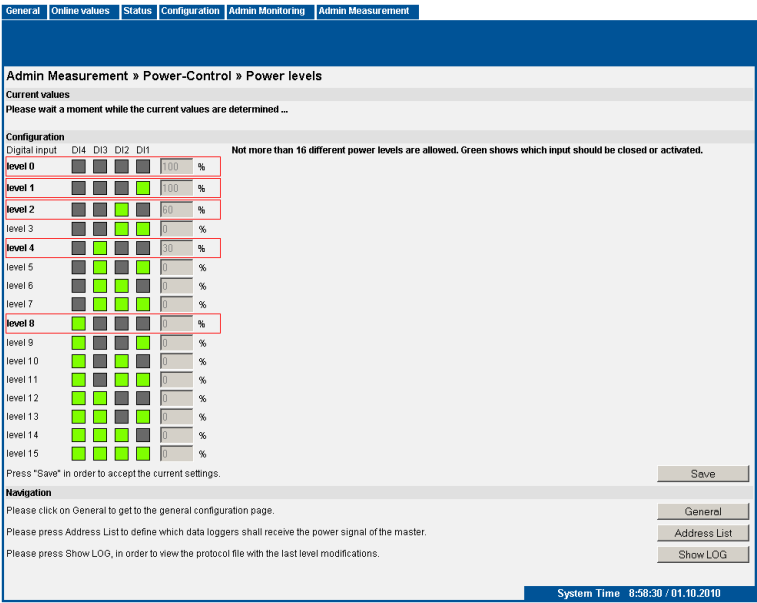 General Online values Status Configuration Admin Monitoring Admin Measurement
Admin Measurement » Power-Control » Power levels
Current values
Please wait a moment while the current values are determined ...
Configuration
Digital input DI4 DI3 DI2 DI1 Not more than 16 different power levels are allowed. Green shows which input should be closed or activated.
level 0 100 %
level 1 100 %
level 2 60 %
level 3 0 %
level 4 30 %
level 5 0 %
level 6 0 %
level 7 0 %
level 8 0 %
level 9 0 %
level 10 0 %
level 11 0 %
level 12 0 %
level 13 0 %
level 14 0 %
level 15 0 %
Press "Save" in order to accept the current settings. Save
Navigation
Please click on General to get to the general configuration page. General
Please press Address List to define which data loggers shall receive the power signal of the master. Address List
Please press Show LOG, in order to view the protocol file with the last level modifications. Show LOG
System Time 8:58:30 / 01.10.2010